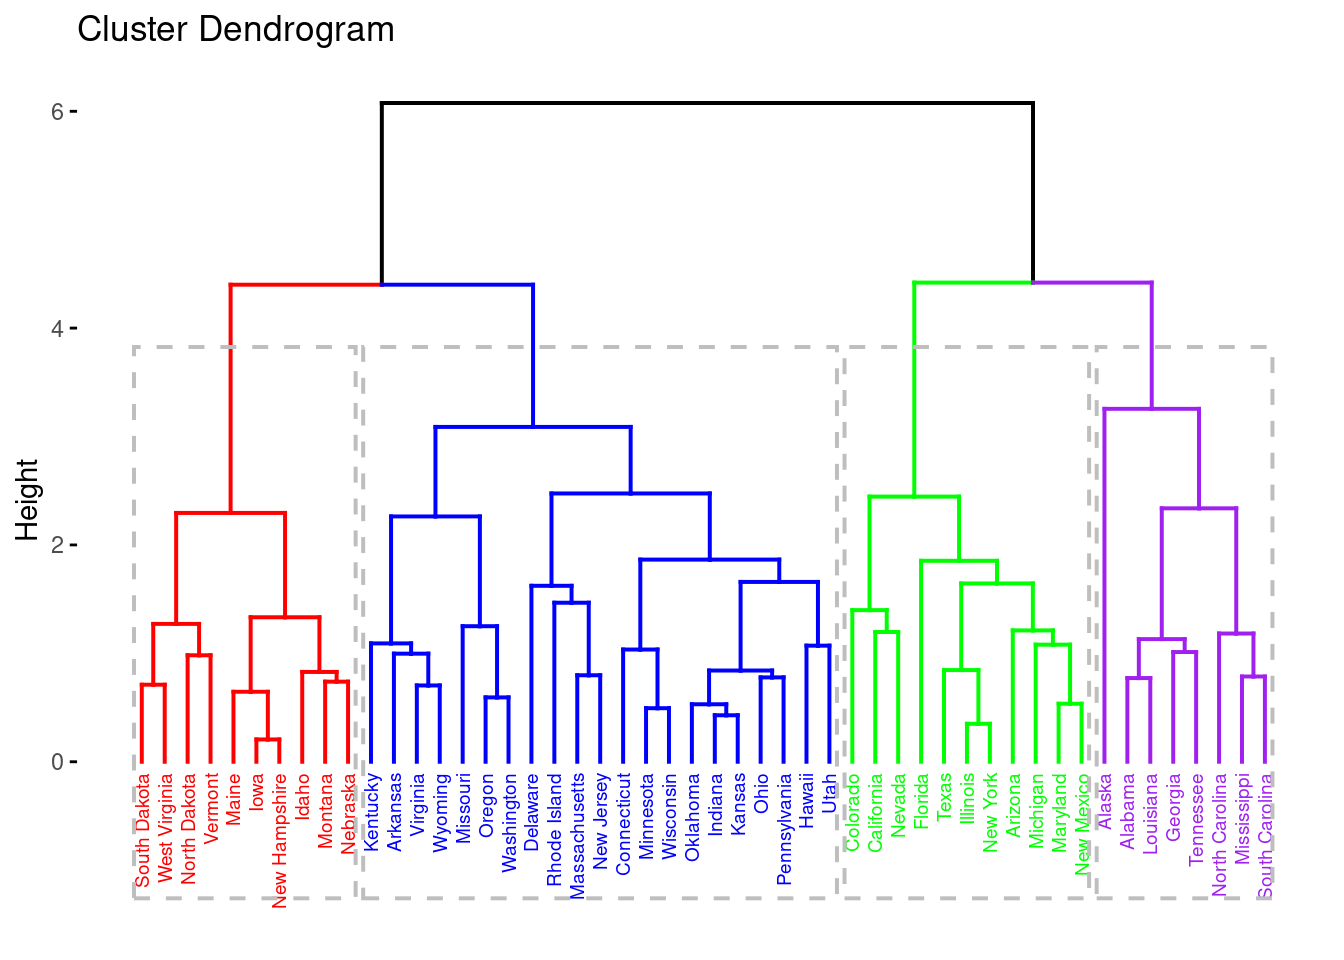 Cluster Dendrogram
Height
6
4
2
0
South Dakota
West Virginia
North Dakota
Vermont
Maine
Iowa
New Hampshire
Idaho
Montana
Nebraska
Kentucky
Arkansas
Virginia
Wyoming
Missouri
Oregon
Washington
Delaware
Rhode Island
Massachusetts
New Jersey
Connecticut
Minnesota
Wisconsin
Oklahoma
Indiana
Kansas
Ohio
Pennsylvania
Hawaii
Utah
Colorado
California
Nevada
Florida
Texas
Illinois
New York
Arizona
Michigan
Maryland
New Mexico
Alaska
Alabama
Louisiana
Georgia
Tennessee
North Carolina
Mississippi
South Carolina